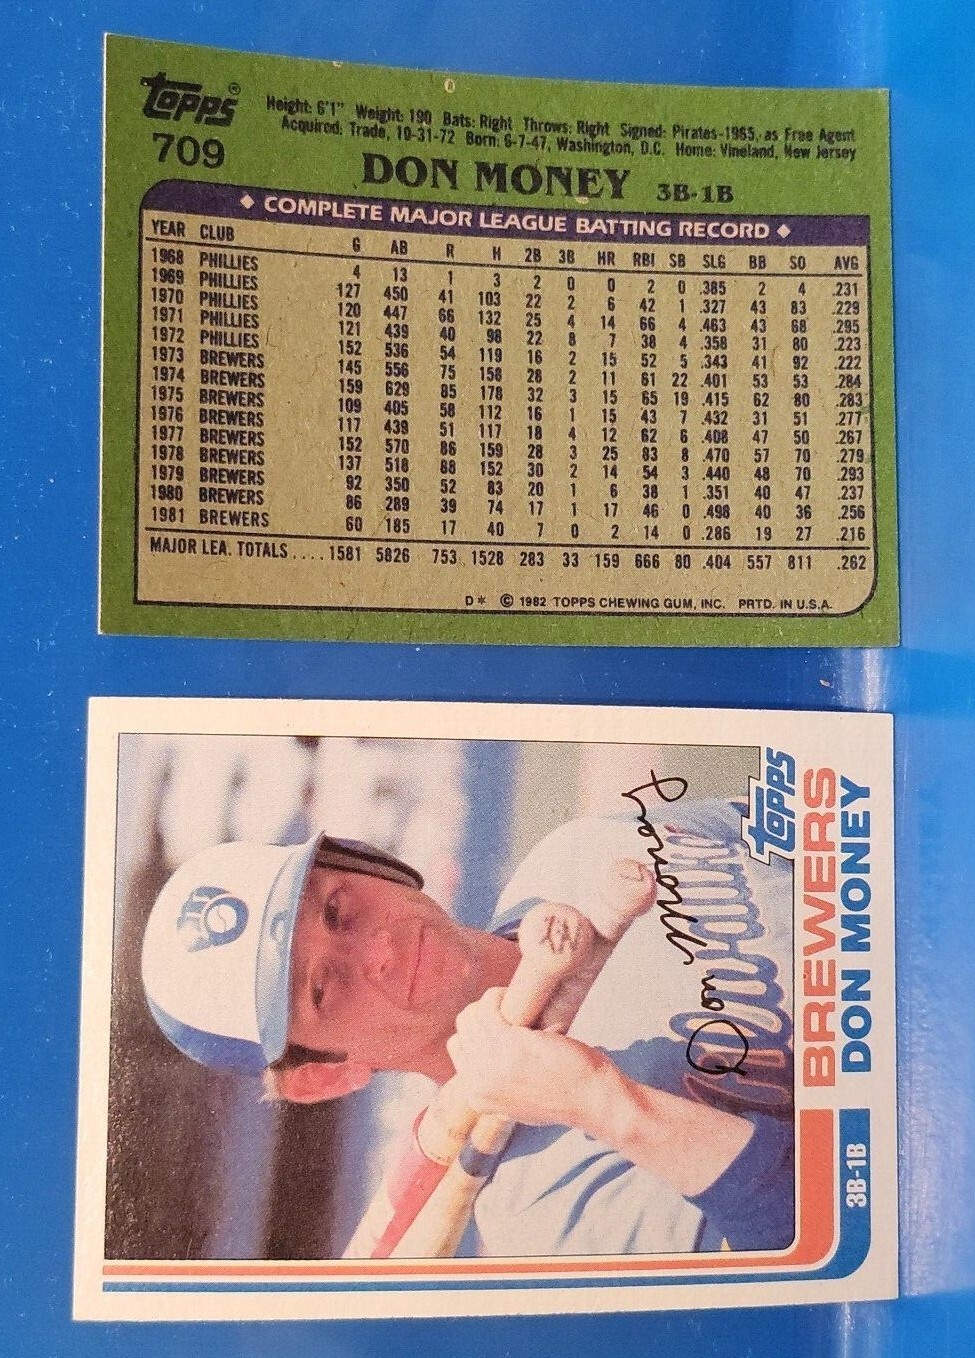 Topps®
709
Height: 6'1" Weight: 190 Bats: Right Throws: Right Signed: Pirates-1965, as Free Agent
Acquired: Trade, 10-31-72 Born: 6-7-47, Washington, D.C. Home: Vineland, New Jersey
DON MONEY 3B-1B
◆ COMPLETE MAJOR LEAGUE BATTING RECORD ◆
YEAR CLUB G AB R H 2B 3B HR RBI SB SLG BB SO AVG
1968 PHILLIES 4 13 1 3 2 0 0 2 0 .385 2 4 .231
1969 PHILLIES 127 450 41 103 22 2 6 42 1 .327 43 83 .229
1970 PHILLIES 120 447 66 132 25 4 14 66 4 .463 43 68 .295
1971 PHILLIES 121 439 40 98 22 8 7 38 4 .358 31 80 .223
1972 PHILLIES 152 536 54 119 16 2 15 52 5 .343 41 92 .222
1973 BREWERS 145 556 75 158 28 2 11 61 22 .401 53 53 .284
1974 BREWERS 159 629 85 178 32 3 15 65 19 .415 62 80 .283
1975 BREWERS 109 405 58 112 16 1 15 43 7 .432 31 51 .277
1976 BREWERS 117 439 51 117 18 4 12 62 6 .408 47 50 .267
1977 BREWERS 152 570 86 159 28 3 25 83 8 .470 57 70 .279
1978 BREWERS 137 518 88 152 30 2 14 54 3 .440 48 70 .293
1979 BREWERS 92 350 52 83 20 1 6 38 1 .351 40 47 .237
1980 BREWERS 86 289 39 74 17 1 17 46 0 .498 40 36 .256
1981 BREWERS 60 185 17 40 7 0 2 14 0 .286 19 27 .216
MAJOR LEA. TOTALS.... 1581 5826 753 1528 283 33 159 666 80 .404 557 811 .262
D* © 1982 TOPPS CHEWING GUM, INC. PRTD. IN U.S.A.
Milwaukee
Don Money
Topps
BREWERS
3B-1B DON MONEY